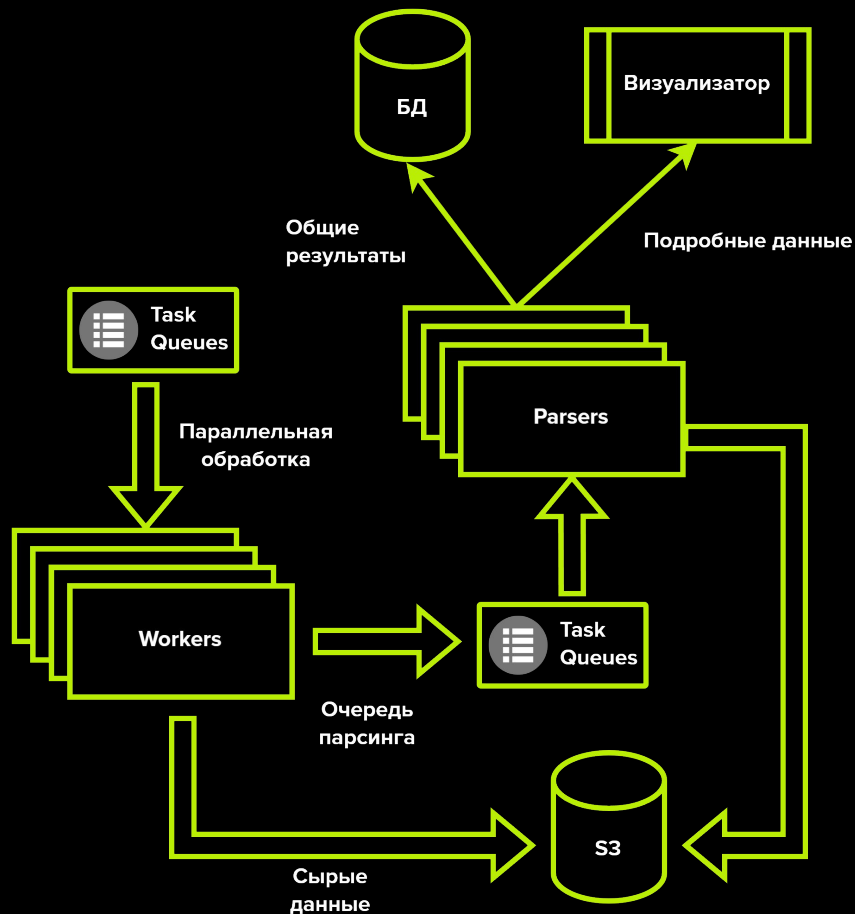 БД
Визуализатор
Общие
результаты
Подробные данные
Task
Queues
Параллельная
обработка
Parsers
Workers
Task
Queues
Очередь
парсинга
S3
Сырые
данные